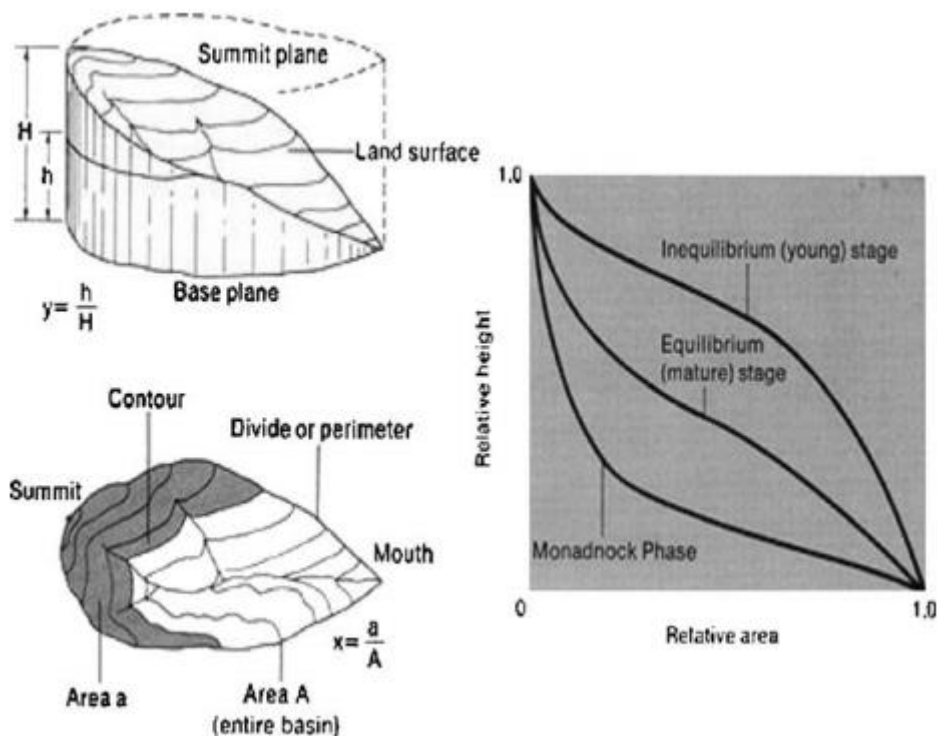 Summit plane
H
h
Land surface
Base plane
y= h/H
Contour
Divide or perimeter
Summit
Mouth
x= a/A
Area a
Area A
(entire basin)
1.0
Inequilibrium (young) stage
Equilibrium
(mature) stage
Relative height
Monadnock Phase
0
1.0
Relative area